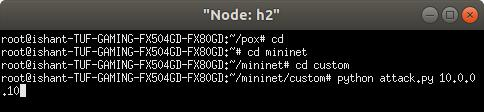 "Node: h2"
root@ishant-TUF-GAMING-FX504GD-FX80GD:~/pox# cd
root@ishant-TUF-GAMING-FX504GD-FX80GD:~# cd mininet
root@ishant-TUF-GAMING-FX504GD-FX80GD:~/mininet# cd custom
root@ishant-TUF-GAMING-FX504GD-FX80GD:~/mininet/custom# python attack.py 10.0.0
.10